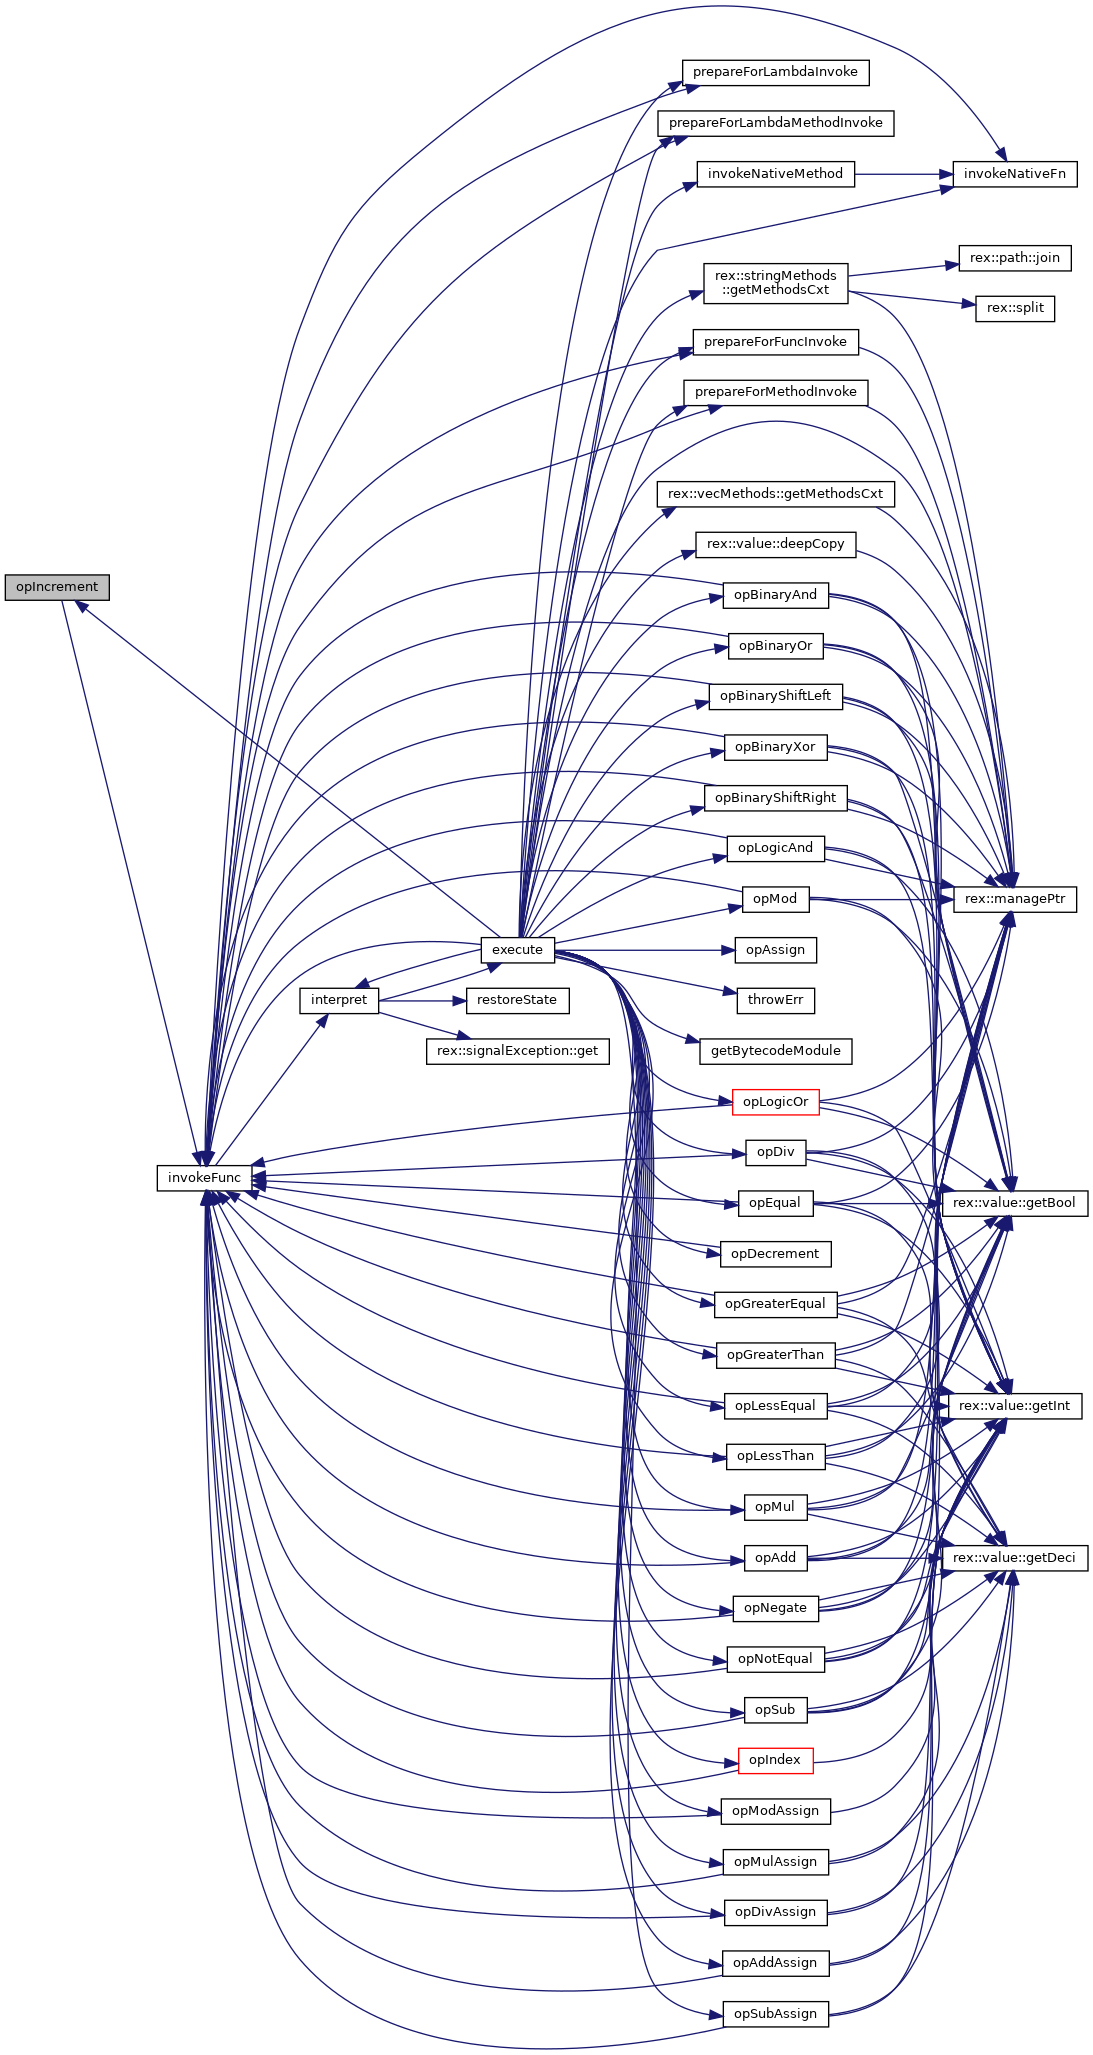 prepareForLambdaInvoke
prepareForLambdaMethodInvoke
invokeNativeMethod
invokeNativeFn
rex::path::join
rex::stringMethods
::getMethodsCxt
rex::split
prepareForFuncInvoke
prepareForMethodInvoke
rex::vecMethods::getMethodsCxt
rex::value::deepCopy
opIncrement
opBinaryAnd
opBinaryOr
opBinaryShiftLeft
opBinaryXor
opBinaryShiftRight
opLogicAnd
opMod
rex::managePtr
execute
opAssign
interpret
restoreState
throwErr
rex::signalException::get
getBytecodeModule
opLogicOr
opDiv
invokeFunc
opEqual
rex::value::getBool
opDecrement
opGreaterEqual
opGreaterThan
opLessEqual
rex::value::getInt
opLessThan
opMul
opAdd
rex::value::getDeci
opNegate
opNotEqual
opSub
opIndex
opModAssign
opMulAssign
opDivAssign
opAddAssign
opSubAssign